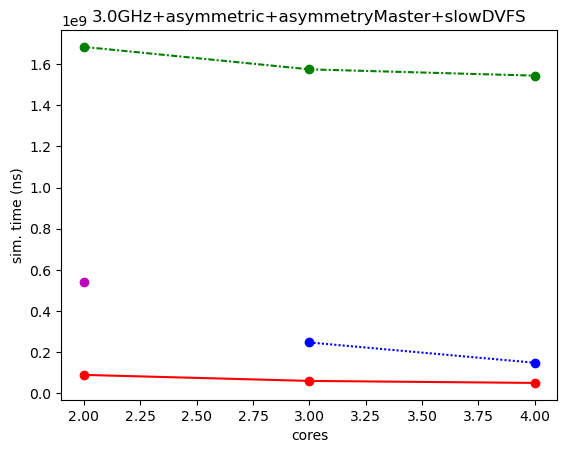 3.0GHz+asymmetric+asymmetryMaster+slowDVFS
1e9
1.6
1.4
1.2
1.0
0.8
0.6
0.4
0.2
0.0
sim. time (ns)
2.00 2.25 2.50 2.75 3.00 3.25 3.50 3.75 4.00
cores